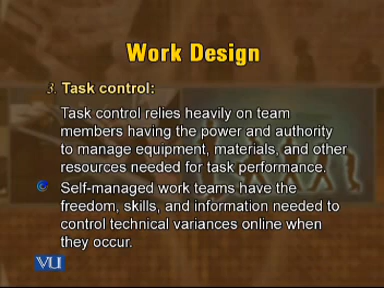 Work Design
3. Task control:
Task control relies heavily on team
members having the power and authority
to manage equipment, materials, and other
resources needed for task performance.
Self-managed work teams have the
freedom, skills, and information needed to
control technical variances online when
they occur.
VU